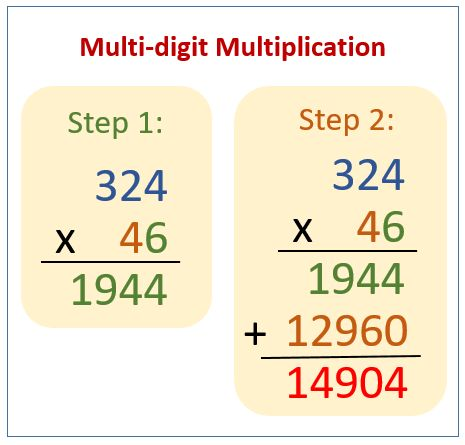 Multi-digit Multiplication
Step 1:
324
x 46
1944
Step 2:
324
x 46
1944
+ 12960
14904